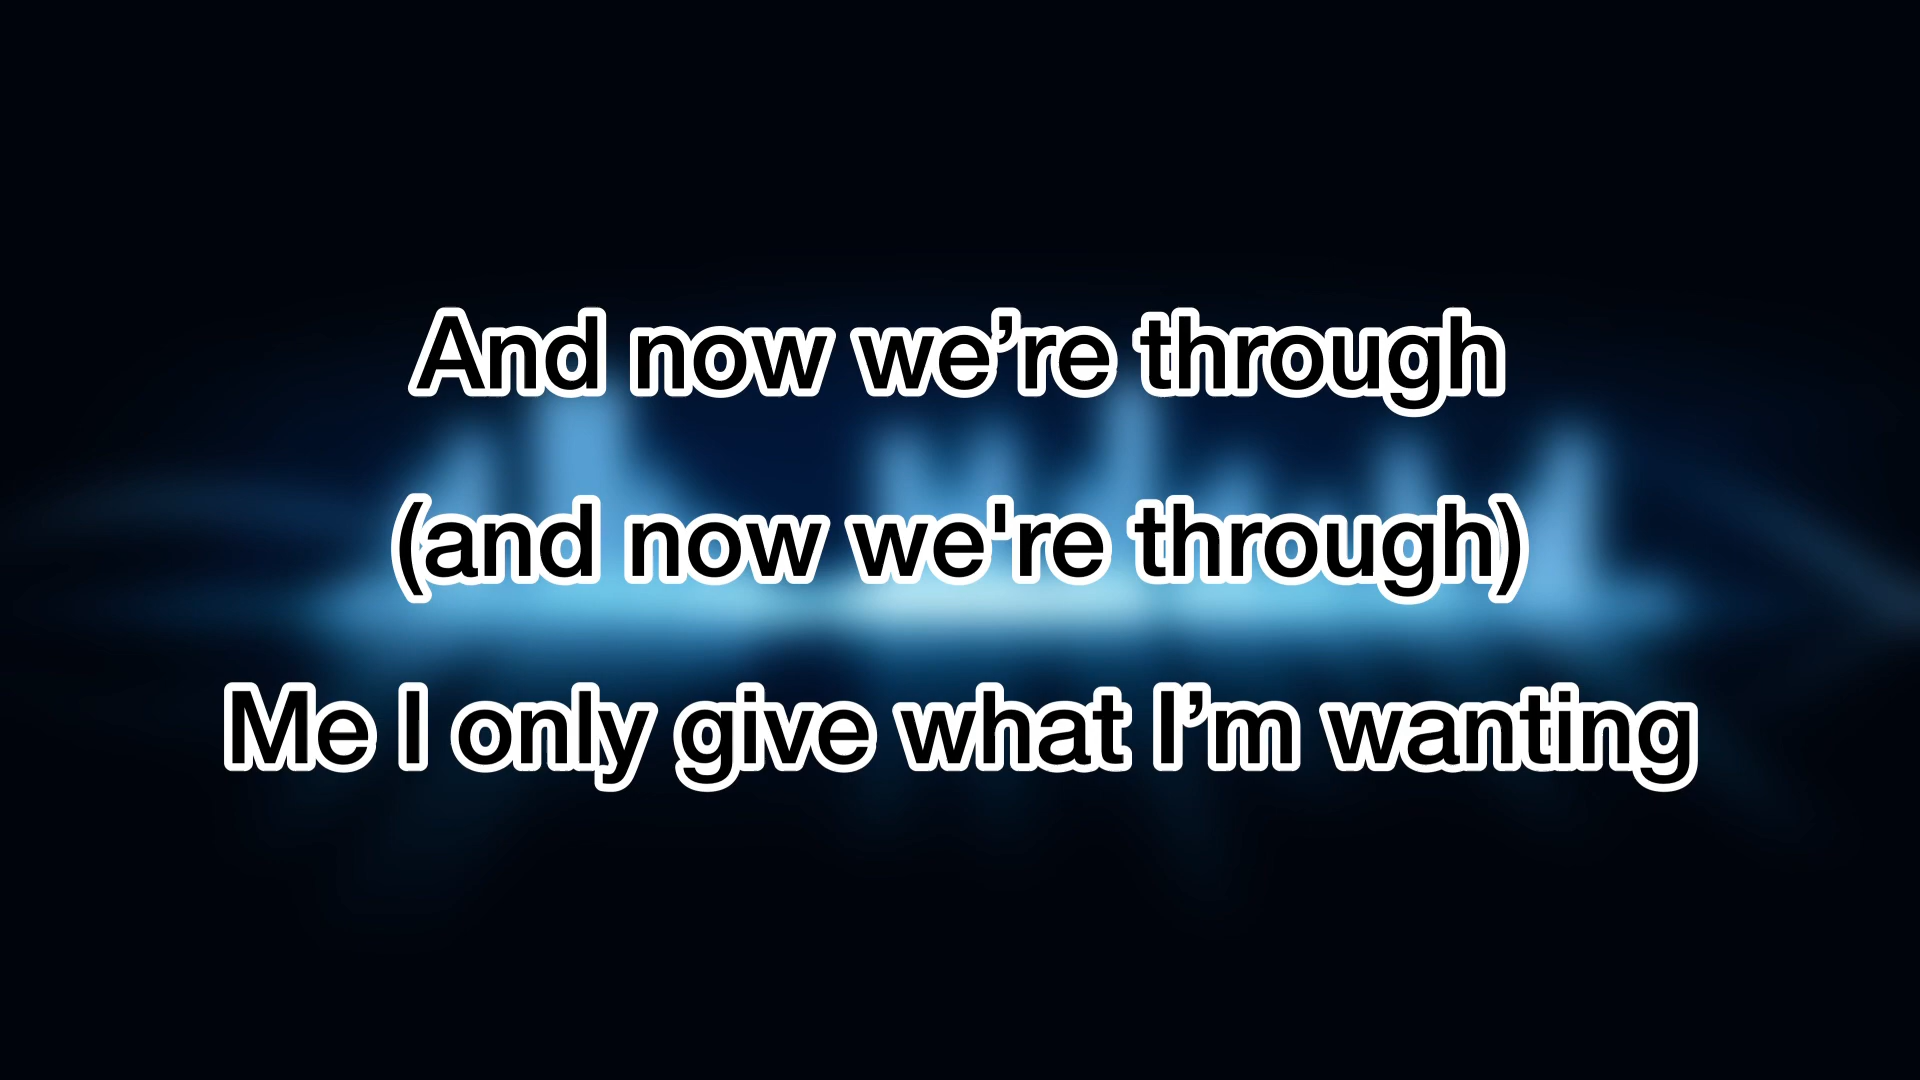 And now we’re through
(and now we're through)
Me I only give what I’m wanting